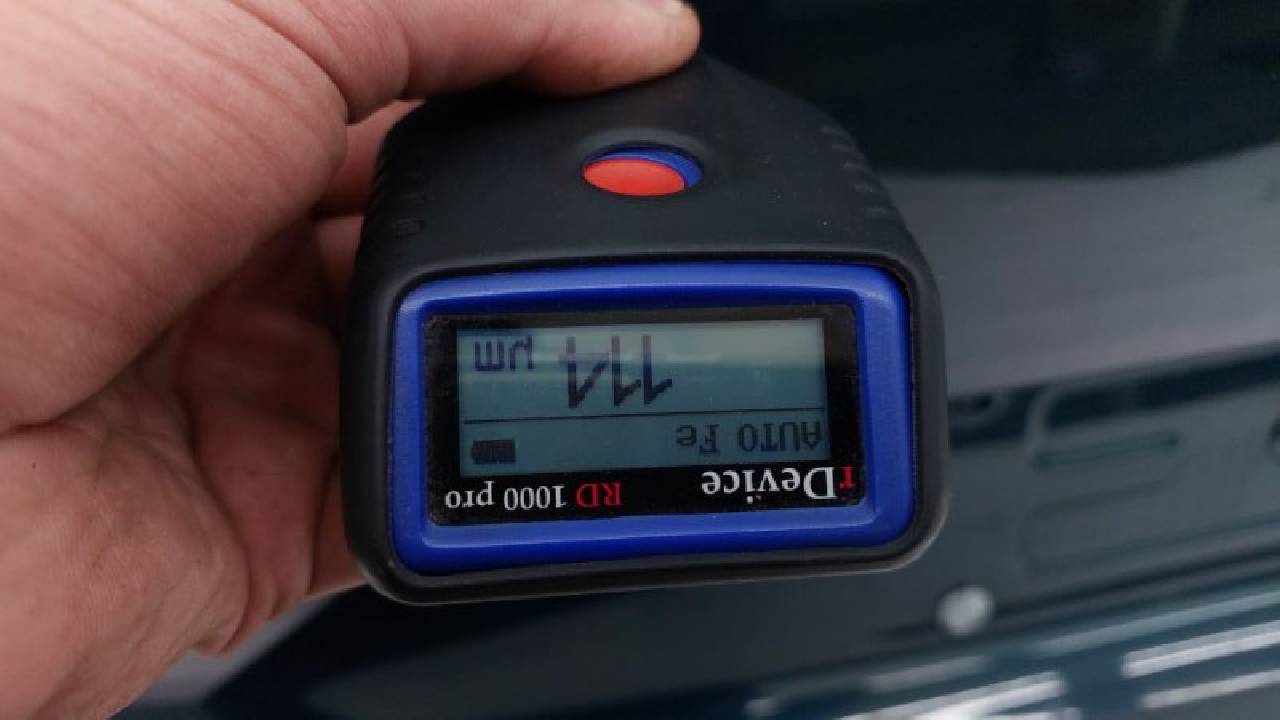 rDevice RD 1000 pro
AUTO Fe
114 µm